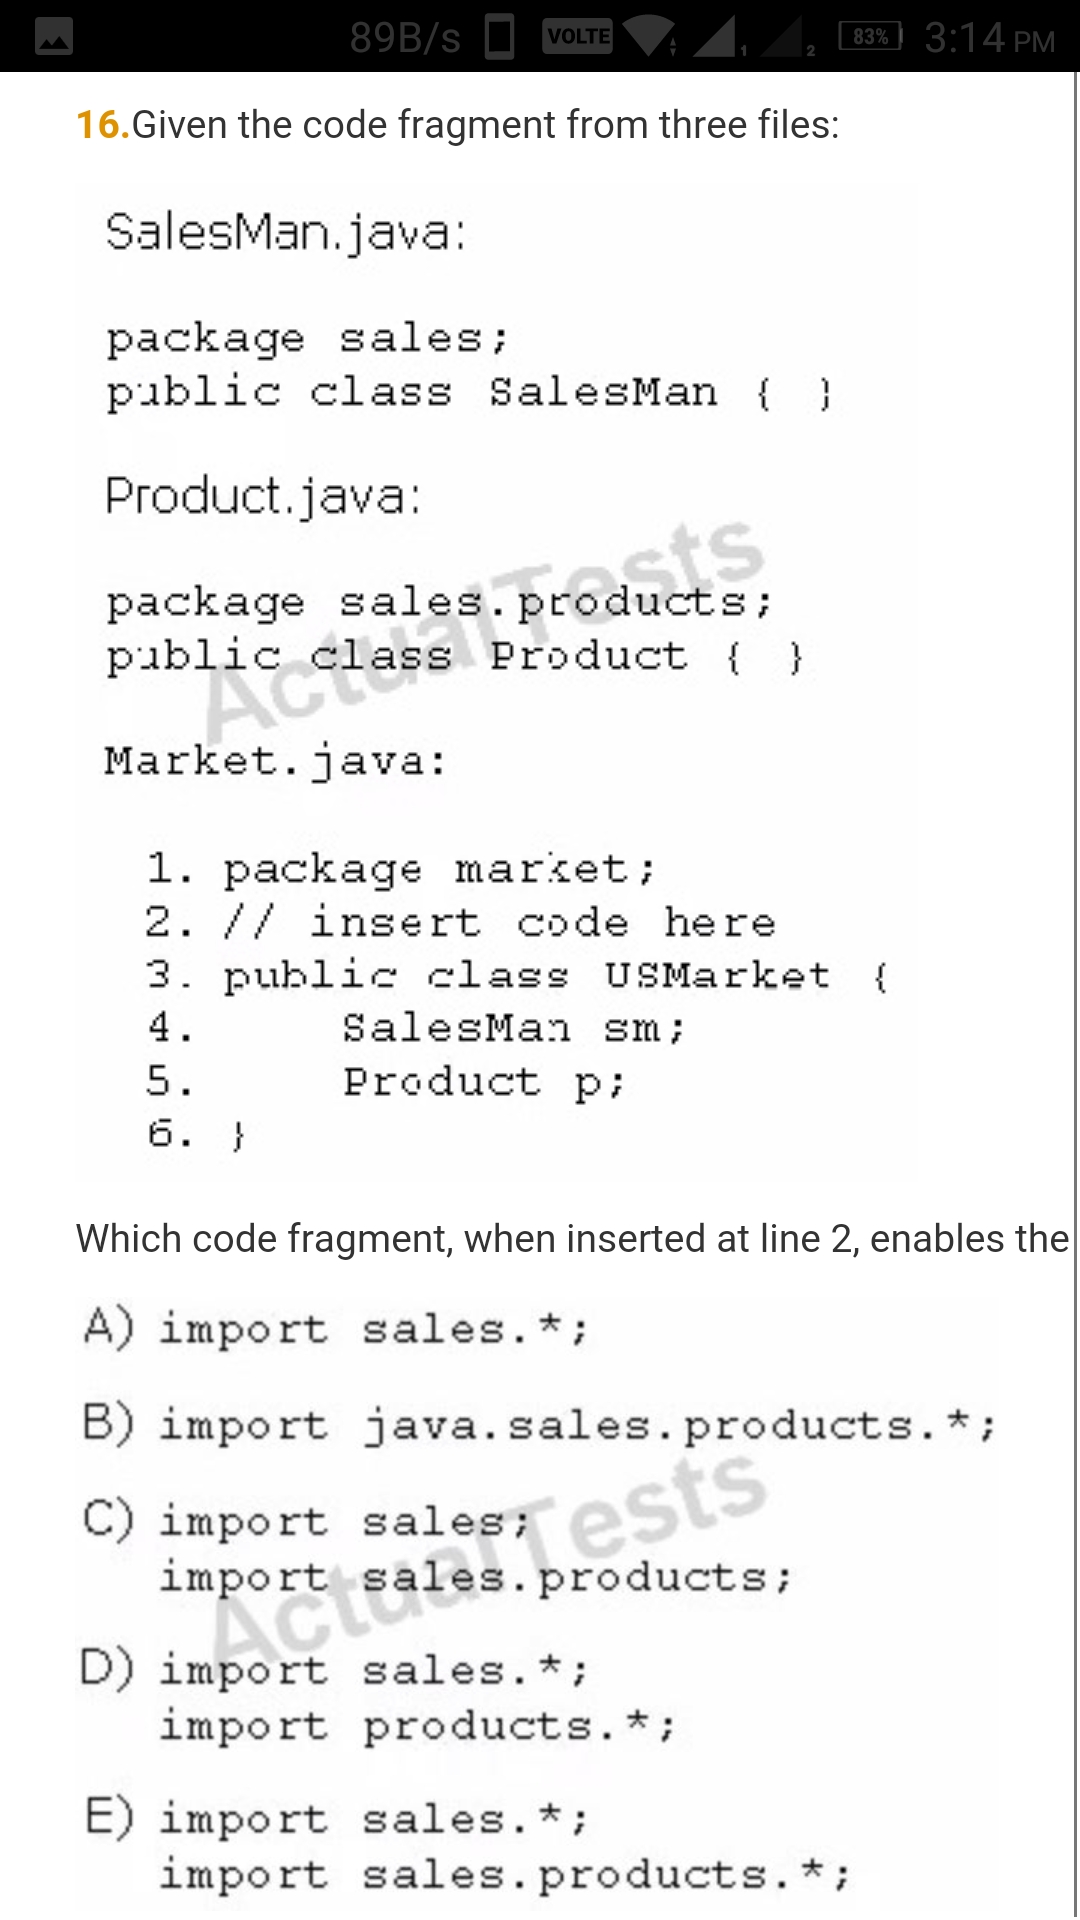 89B/s VOLTE 1 2 83% 3:14 PM
16.Given the code fragment from three files:
SalesMan.java:
package sales;
public class SalesMan { }
Product.java:
package sales.products;
public class Product { }
ActualTests
Market.java:
1. package market;
2. // insert code here
3. public class USMarket {
4. SalesMan sm;
5. Product p;
6. }
Which code fragment, when inserted at line 2, enables the
A) import sales.*;
B) import java.sales.products.*;
C) import sales;
import sales.products;
ActualTests
D) import sales.*;
import products.*;
E) import sales.*;
import sales.products.*;